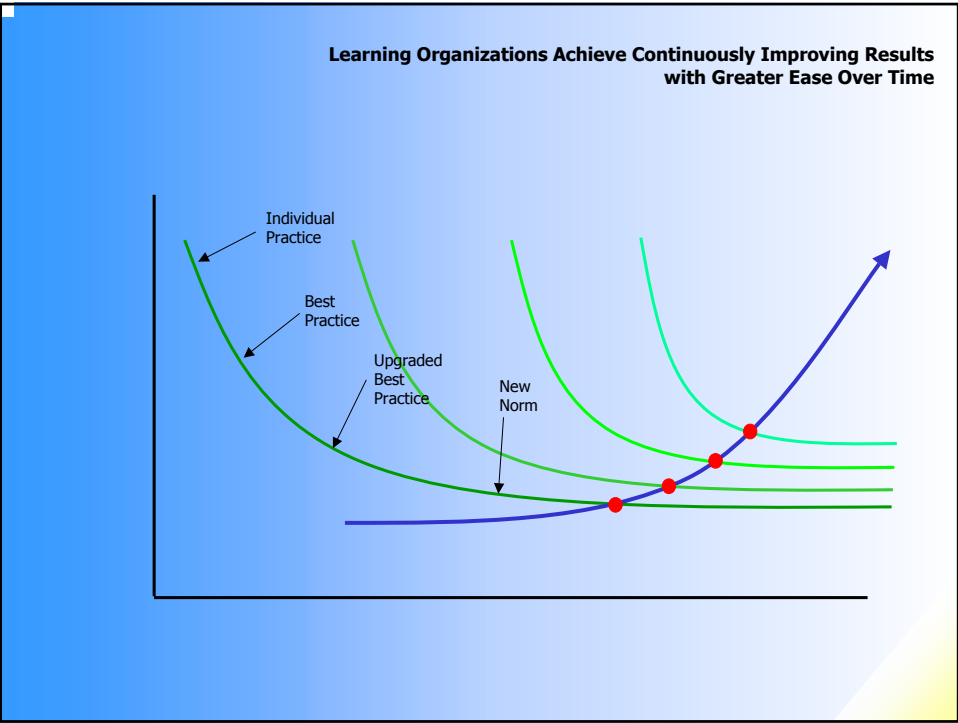 Learning Organizations Achieve Continuously Improving Results
with Greater Ease Over Time
Individual
Practice
Best
Practice
Upgraded
Best
Practice
New
Norm